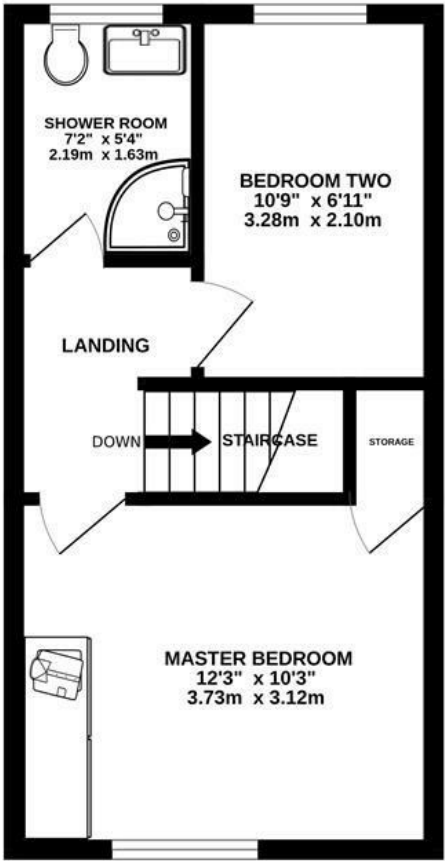 SHOWER ROOM
7'2" x 5'4"
2.19m x 1.63m
BEDROOM TWO
10'9" x 6'11"
3.28m x 2.10m
LANDING
DOWN
STAIRCASE
STORAGE
MASTER BEDROOM
12'3" x 10'3"
3.73m x 3.12m